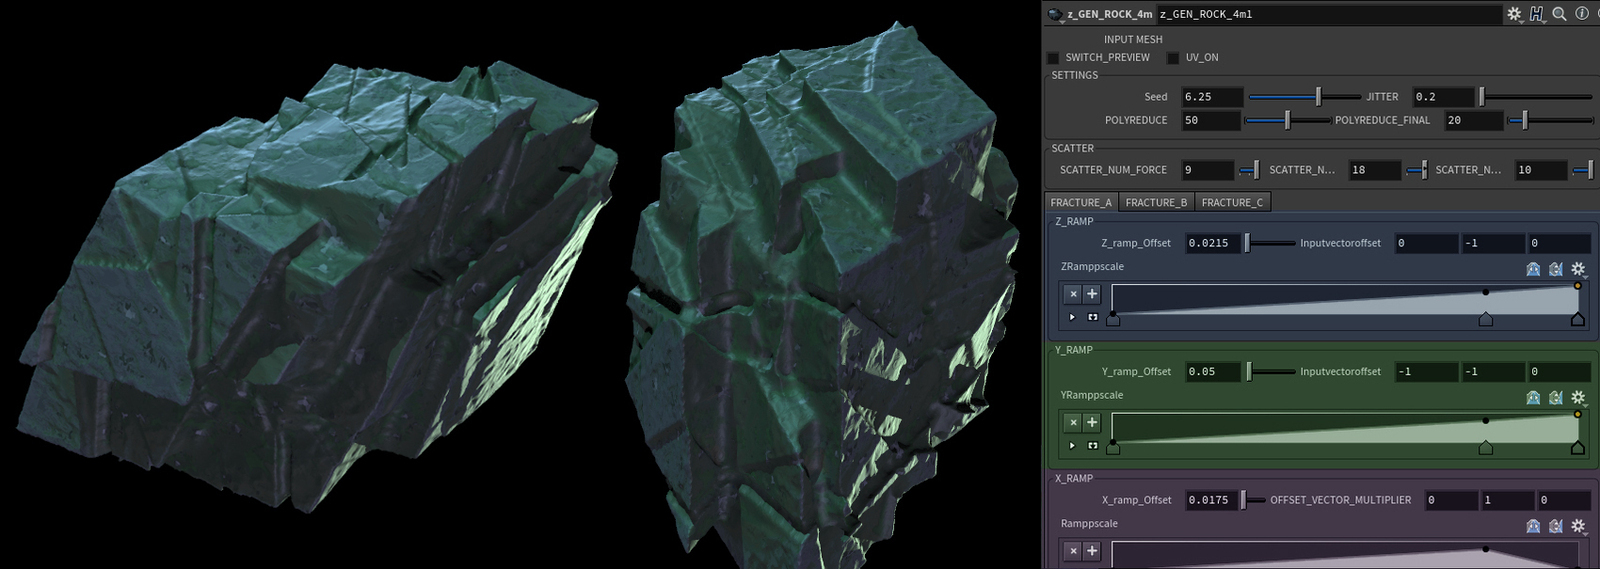 z_GEN_ROCK_4m z_GEN_ROCK_4m1
INPUT MESH
SWITCH_PREVIEW UV_ON
SETTINGS
Seed 6.25 JITTER 0.2
POLYREDUCE 50 POLYREDUCE_FINAL 20
SCATTER
SCATTER_NUM_FORCE 9 SCATTER_N... 18 SCATTER_N... 10
FRACTURE_A FRACTURE_B FRACTURE_C
Z_RAMP
Z_ramp_Offset 0.0215 Inputvectoroffset 0 -1 0
ZRamppscale
Y_RAMP
Y_ramp_Offset 0.05 Inputvectoroffset -1 -1 0
YRamppscale
X_RAMP
X_ramp_Offset 0.0175 OFFSET_VECTOR_MULTIPLIER 0 1 0
Ramppscale